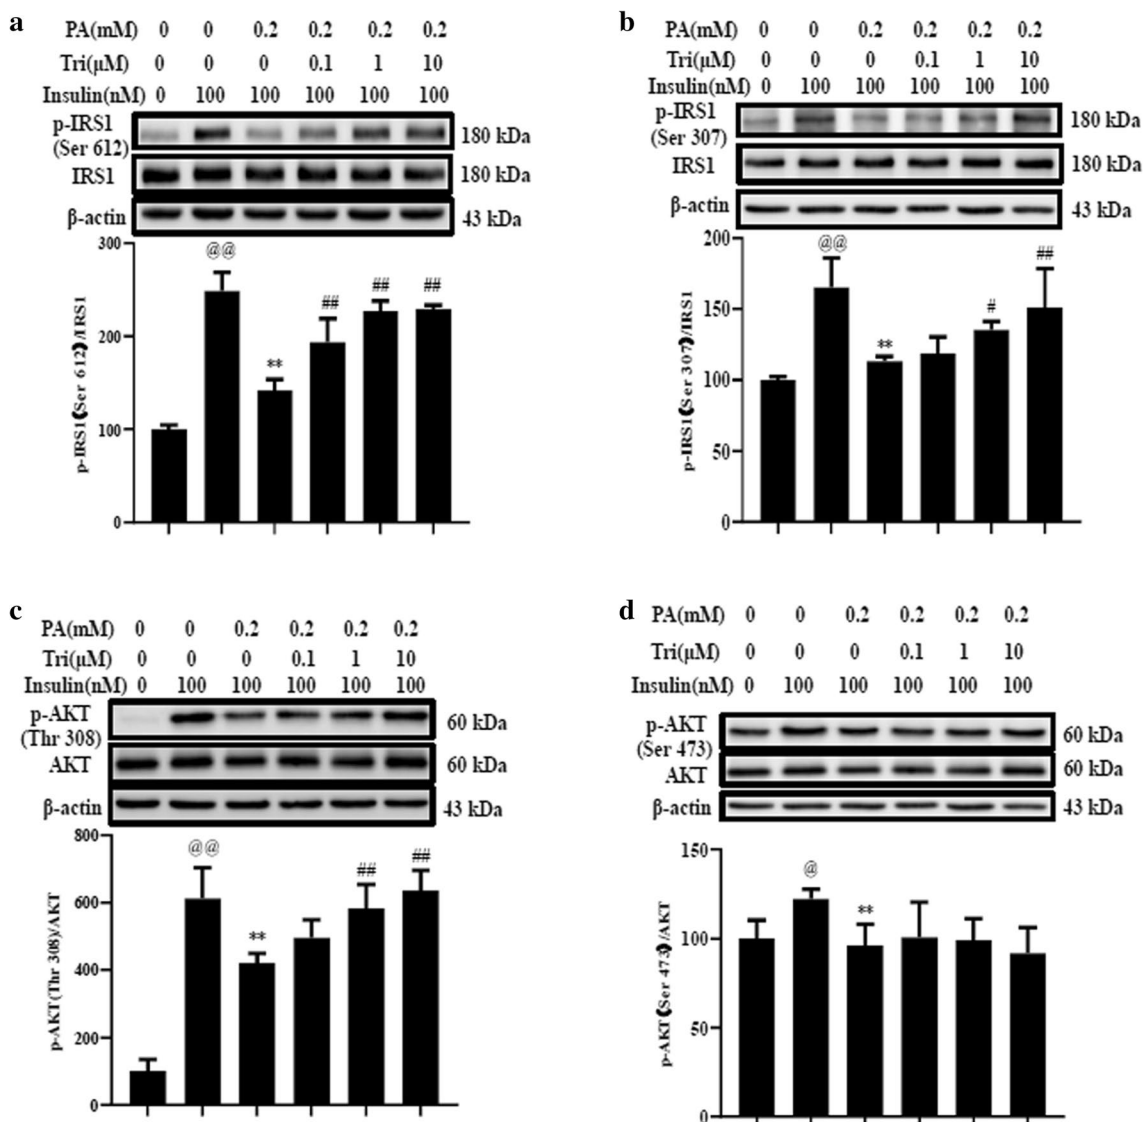 a
PA(mM) 0 0 0.2 0.2 0.2 0.2
Tri(μM) 0 0 0 0.1 1 10
Insulin(nM) 0 100 100 100 100 100
p-IRS1
(Ser 612)
180 kDa
IRS1 180 kDa
β-actin 43 kDa
p-IRS1(Ser 612)/IRS1
300
200
100
0
@@
**
##
##
##
b
PA(mM) 0 0 0.2 0.2 0.2 0.2
Tri(μM) 0 0 0 0.1 1 10
Insulin(nM) 0 100 100 100 100 100
p-IRS1
(Ser 307)
180 kDa
IRS1 180 kDa
β-actin 43 kDa
p-IRS1(Ser 307)/IRS1
200
150
100
50
0
@@
**
#
##
c
PA(mM) 0 0 0.2 0.2 0.2 0.2
Tri(μM) 0 0 0 0.1 1 10
Insulin(nM) 0 100 100 100 100 100
p-AKT
(Thr 308)
60 kDa
AKT 60 kDa
β-actin 43 kDa
p-AKT(Thr 308)/AKT
800
600
400
200
0
@@
**
##
##
d
PA(mM) 0 0 0.2 0.2 0.2 0.2
Tri(μM) 0 0 0 0.1 1 10
Insulin(nM) 0 100 100 100 100 100
p-AKT
(Ser 473)
60 kDa
AKT 60 kDa
β-actin 43 kDa
p-AKT(Ser 473)/AKT
150
100
50
0
@
**